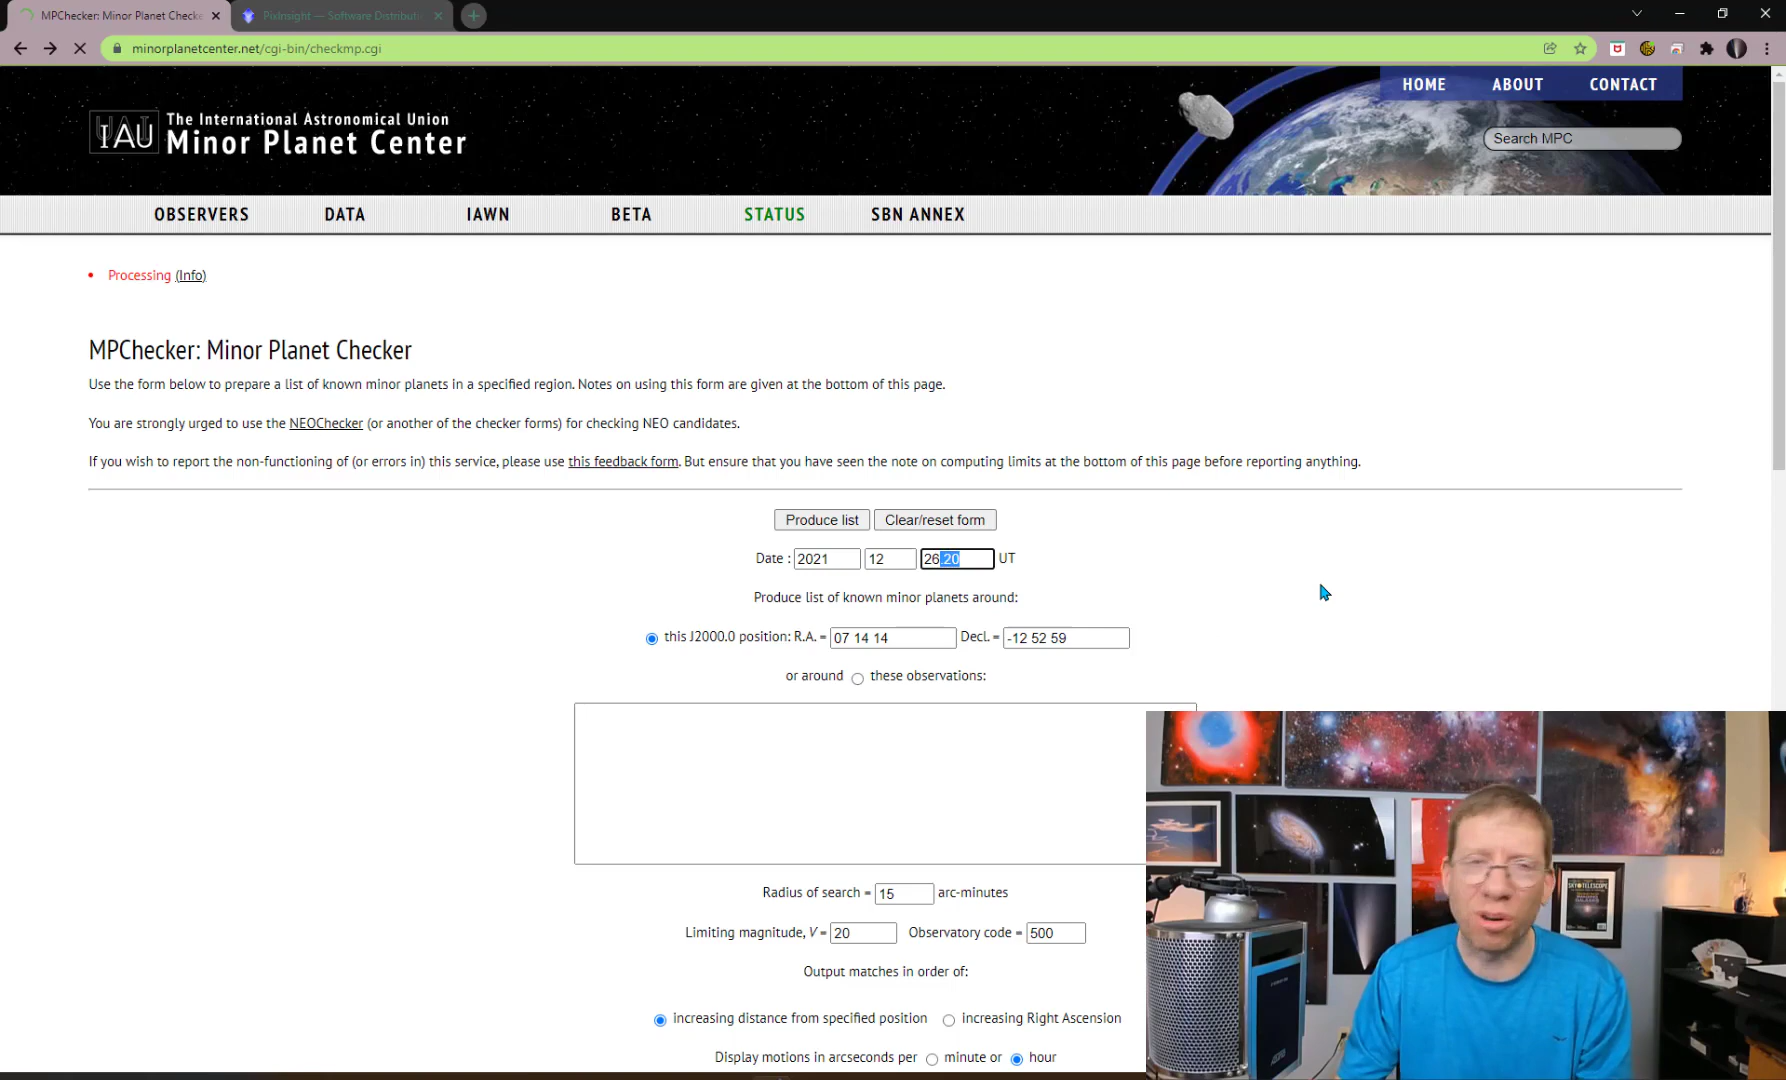 MPChecker: Minor Planet Checke
PixInsight — Software Distributi
minorplanetcenter.net/cgi-bin/checkmp.cgi
HOME ABOUT CONTACT
IAU
The International Astronomical Union
Minor Planet Center
Search MPC
OBSERVERS DATA IAWN BETA STATUS SBN ANNEX
Processing (Info)
MPChecker: Minor Planet Checker
Use the form below to prepare a list of known minor planets in a specified region. Notes on using this form are given at the bottom of this page.
You are strongly urged to use the NEOChecker (or another of the checker forms) for checking NEO candidates.
If you wish to report the non-functioning of (or errors in) this service, please use this feedback form. But ensure that you have seen the note on computing limits at the bottom of this page before reporting anything.
Produce list Clear/reset form
Date : 2021 12 26.20 UT
Produce list of known minor planets around:
this J2000.0 position: R.A. = 07 14 14 Decl. = -12 52 59
or around these observations:
Radius of search = 15 arc-minutes
Limiting magnitude, V = 20 Observatory code = 500
Output matches in order of:
increasing distance from specified position increasing Right Ascension
Display motions in arcseconds per minute or hour
SKY&TELESCOPE